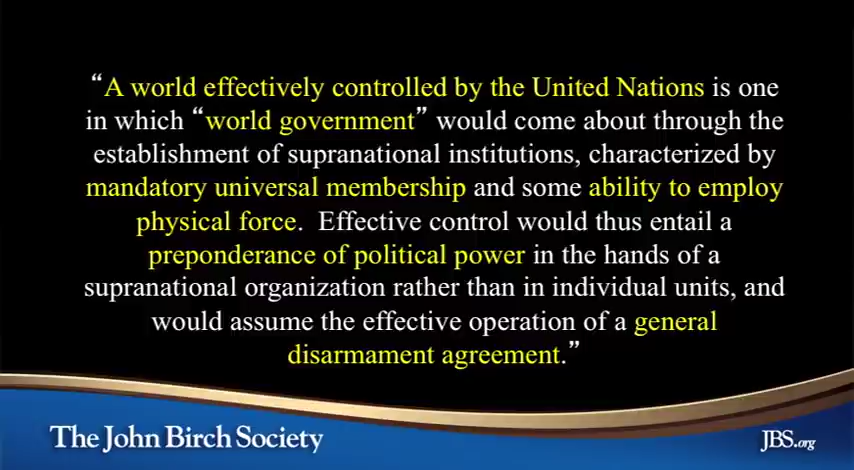 “A world effectively controlled by the United Nations is one
in which “world government” would come about through the
establishment of supranational institutions, characterized by
mandatory universal membership and some ability to employ
physical force.  Effective control would thus entail a
preponderance of political power in the hands of a
supranational organization rather than in individual units, and
would assume the effective operation of a general
disarmament agreement.”
The John Birch Society
JBS.org